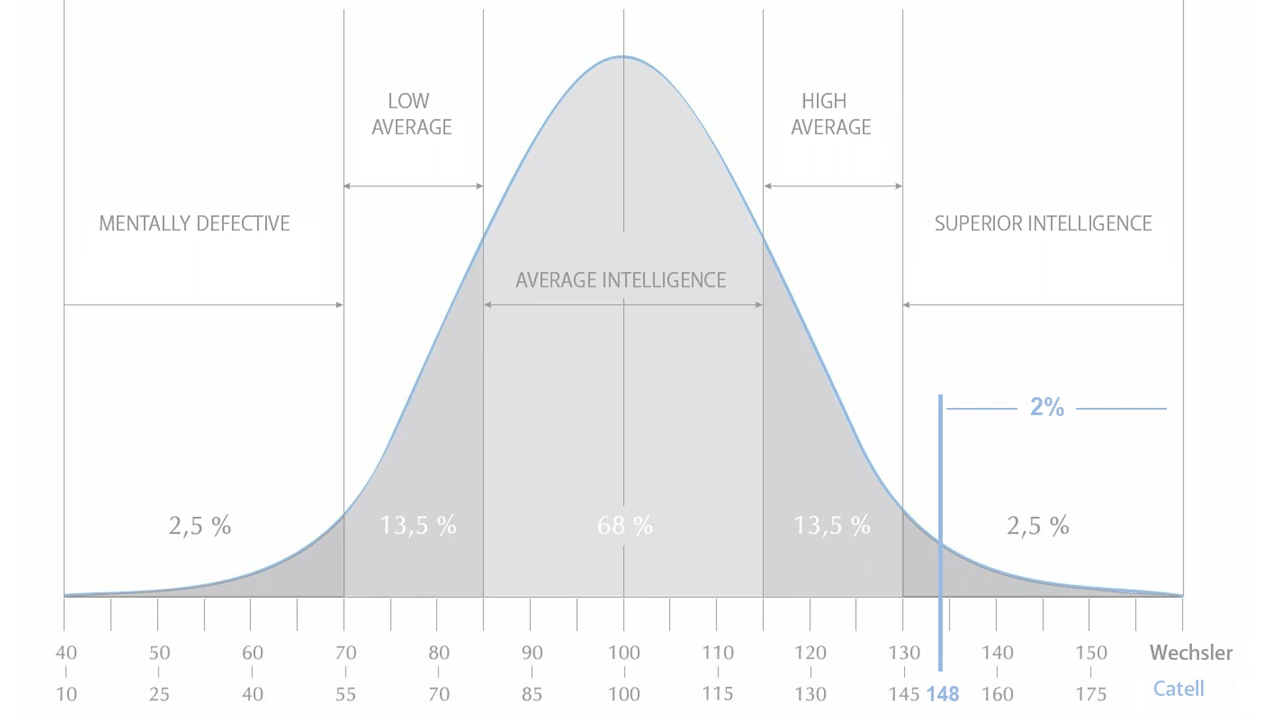 LOW
AVERAGE
HIGH
AVERAGE
MENTALLY DEFECTIVE
SUPERIOR INTELLIGENCE
AVERAGE INTELLIGENCE
2%
2,5 %
13,5 %
68 %
13,5 %
2,5 %
40 50 60 70 80 90 100 110 120 130 140 150 Wechsler
10 25 40 55 70 85 100 115 130 145 148 160 175 Catell